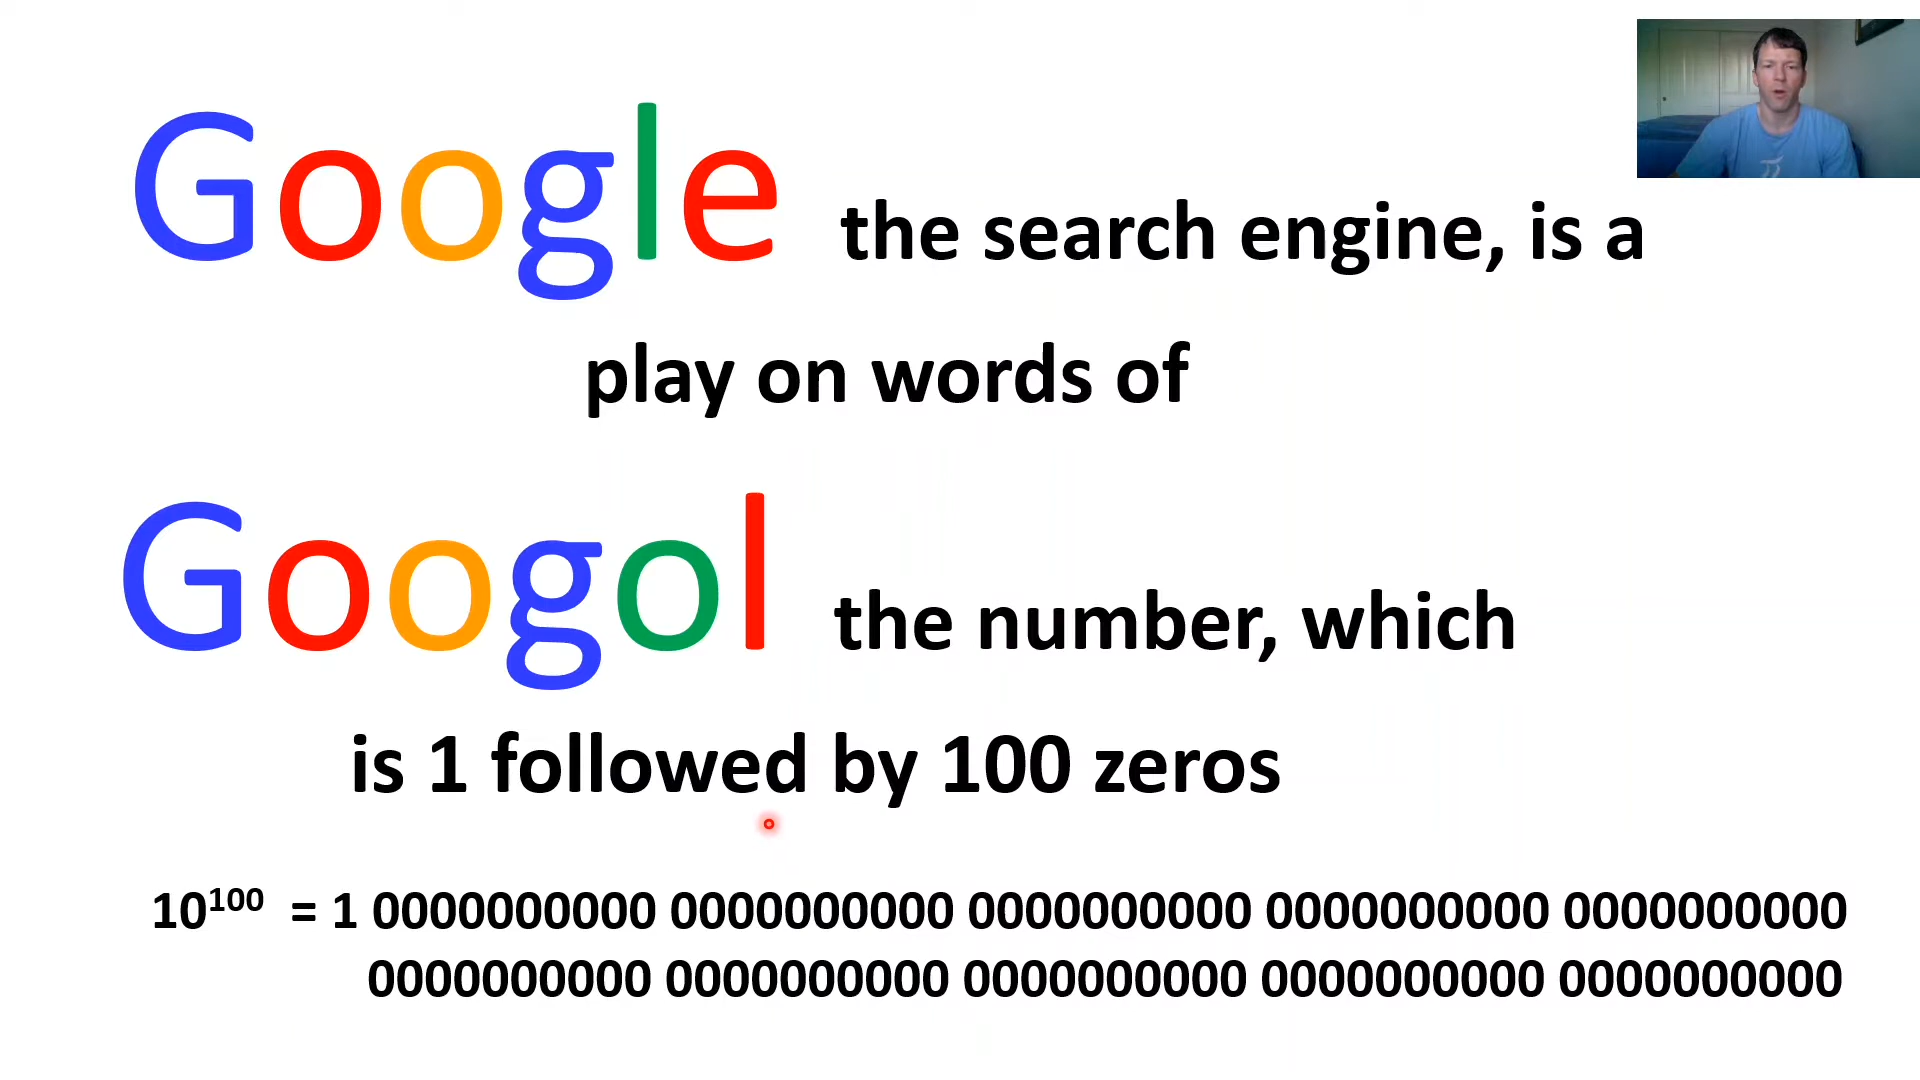 Google the search engine, is a
play on words of
Googol the number, which
is 1 followed by 100 zeros
10¹⁰⁰ = 1 0000000000 0000000000 0000000000 0000000000 0000000000
0000000000 0000000000 0000000000 0000000000 0000000000